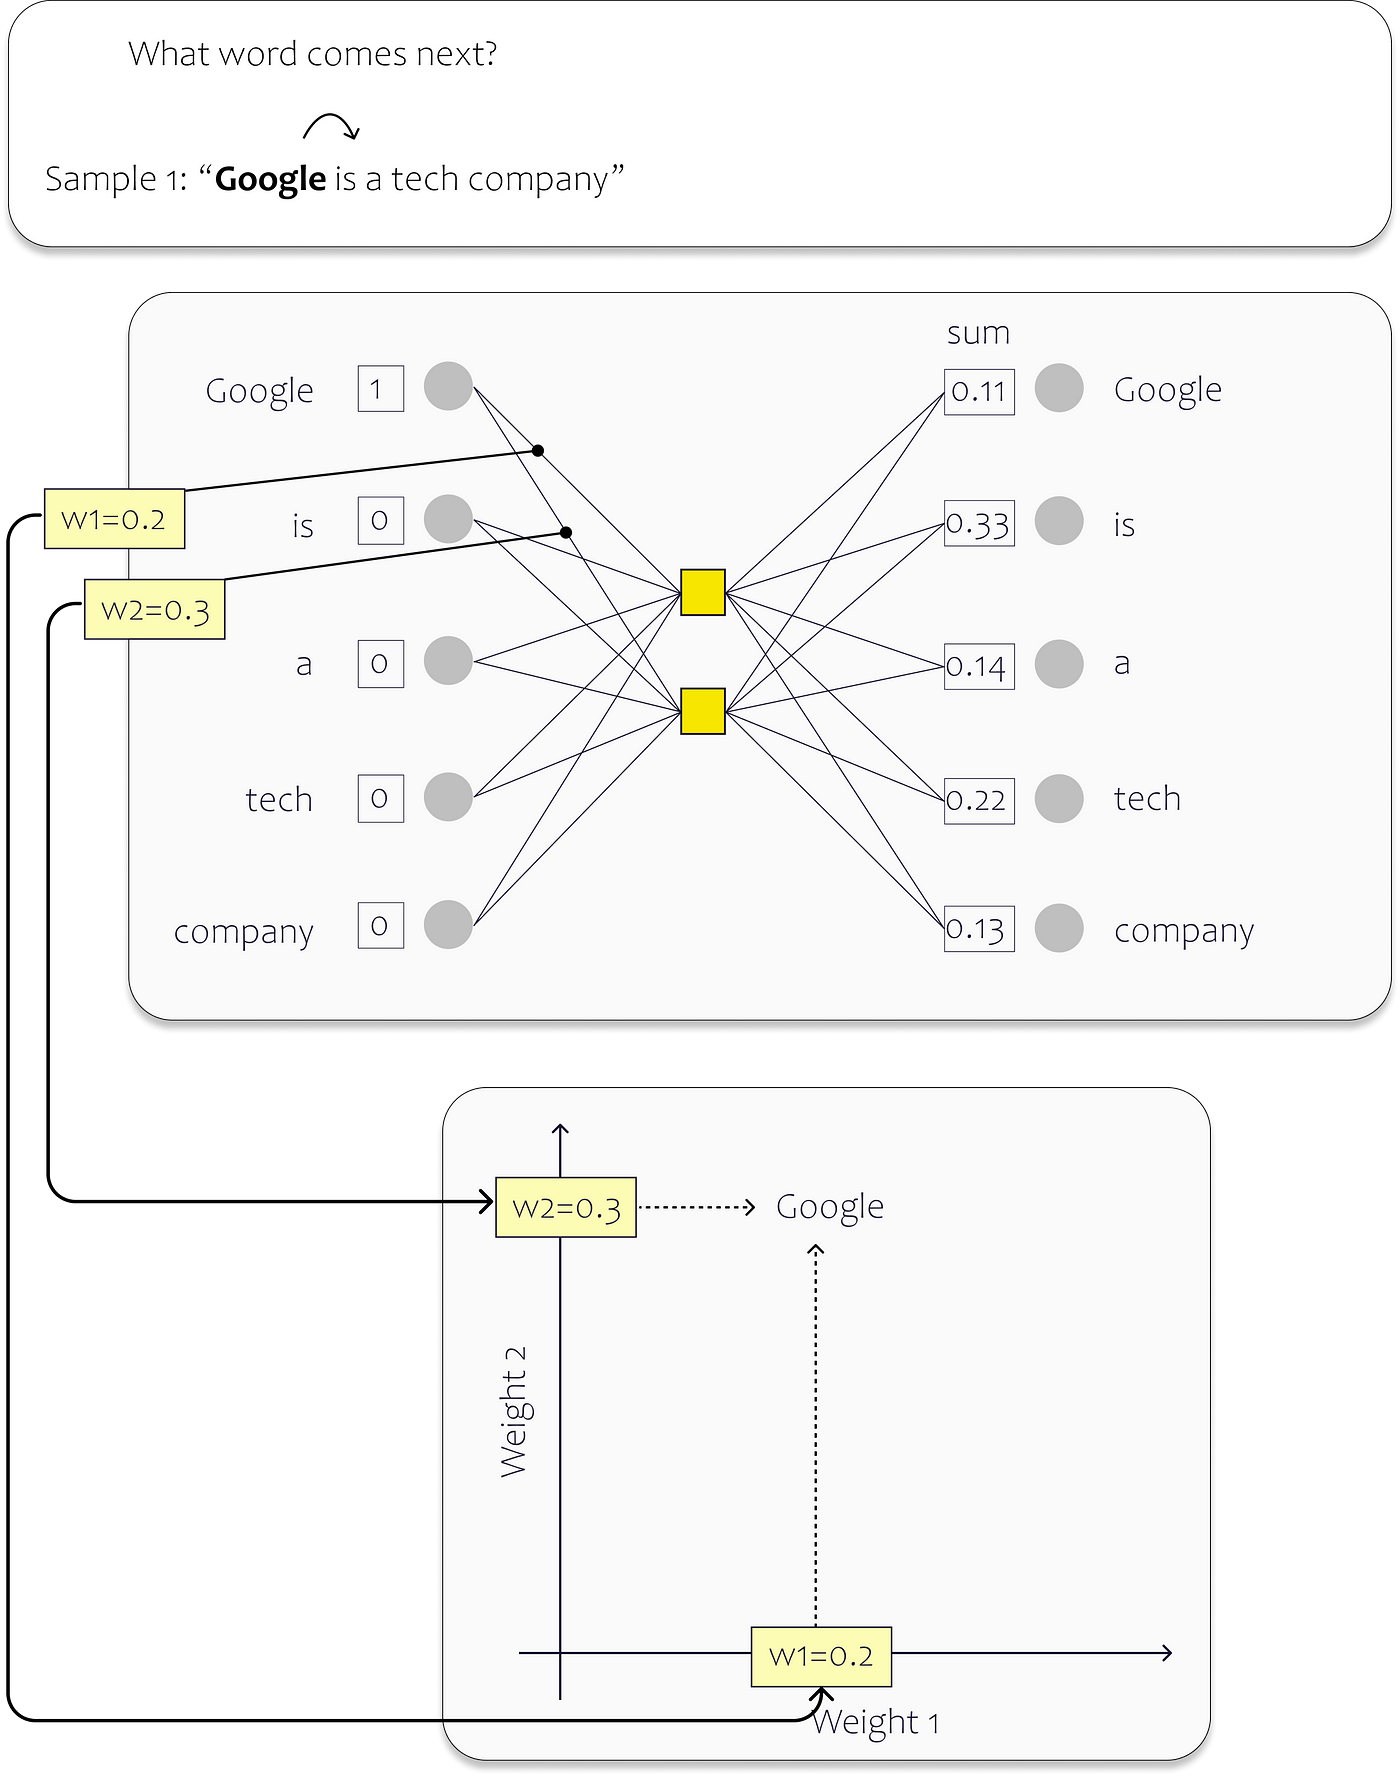 What word comes next?
Sample 1: “Google is a tech company”
sum
Google 1 0.11 Google
w1=0.2
is 0 0.33 is
w2=0.3
a 0 0.14 a
tech 0 0.22 tech
company 0 0.13 company
w2=0.3 Google
Weight 2
w1=0.2
Weight 1